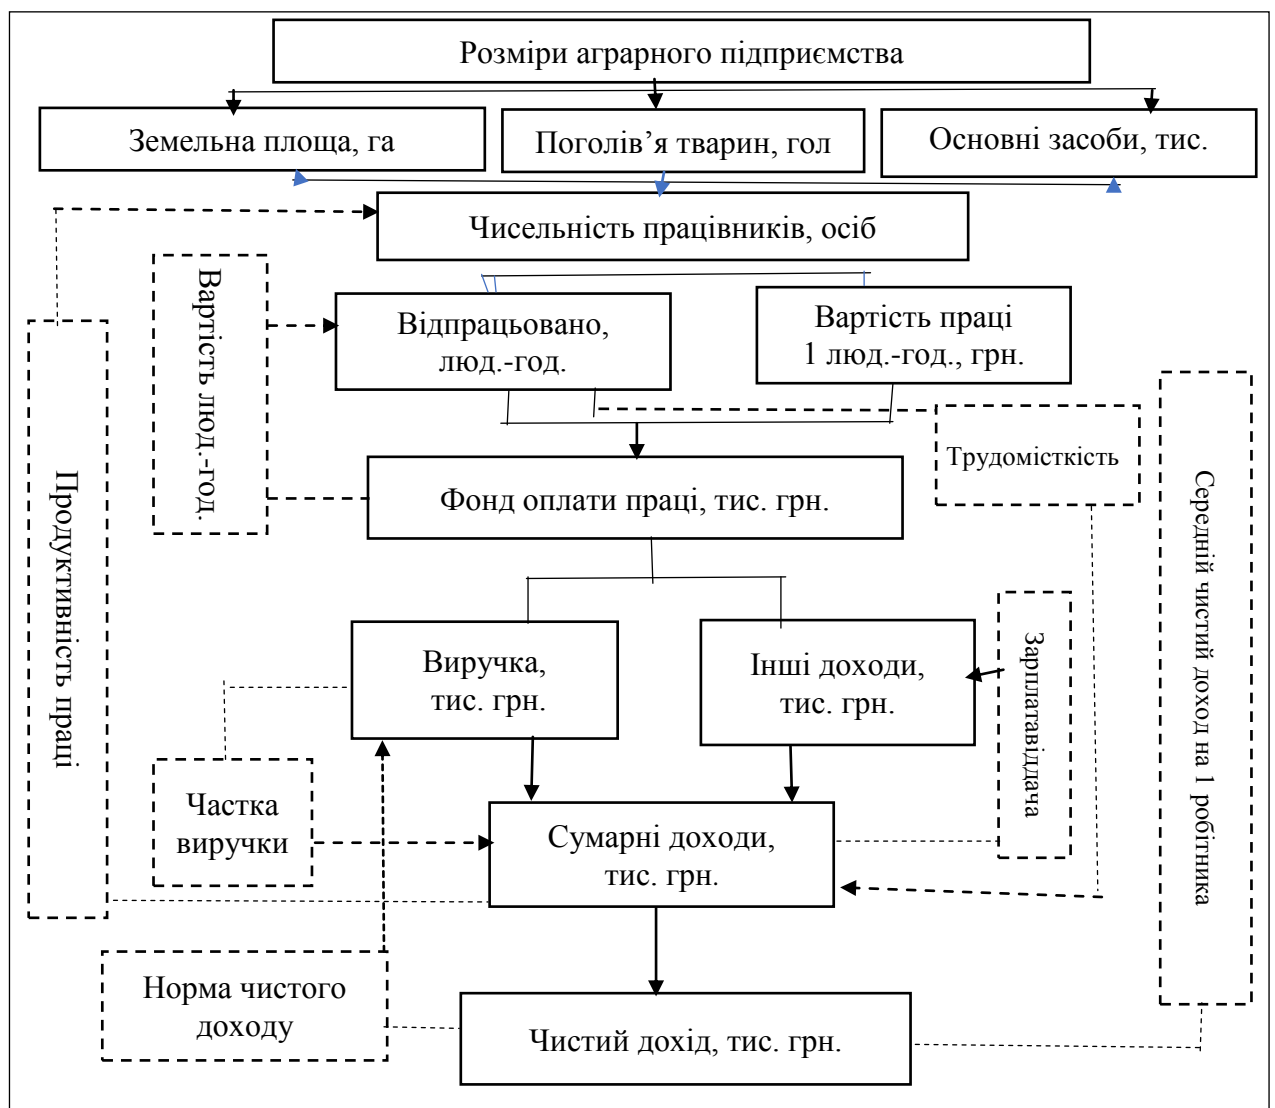 Розміри аграрного підприємства
Земельна площа, га
Поголів’я тварин, гол
Основні засоби, тис.
Чисельність працівників, осіб
Вартість люд.-год.
Відпрацьовано,
люд.-год.
Вартість праці
1 люд.-год., грн.
Продуктивність праці
Трудомісткість
Середній чистий доход на 1 робітника
Фонд оплати праці, тис. грн.
Виручка,
тис. грн.
Інші доходи,
тис. грн.
Зарплатавіддача
Частка
виручки
Сумарні доходи,
тис. грн.
Норма чистого
доходу
Чистий дохід, тис. грн.